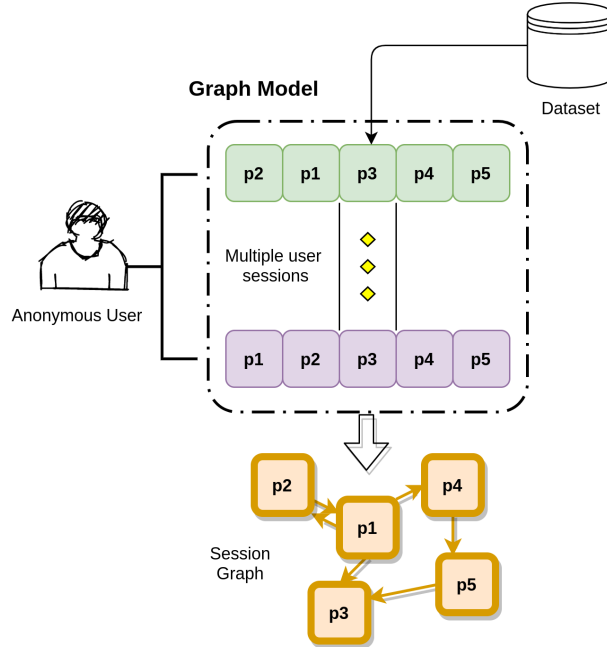 Graph Model
Dataset
p2 p1 p3 p4 p5
Multiple user
sessions
Anonymous User
p1 p2 p3 p4 p5
p2
p4
p1
Session
Graph
p5
p3